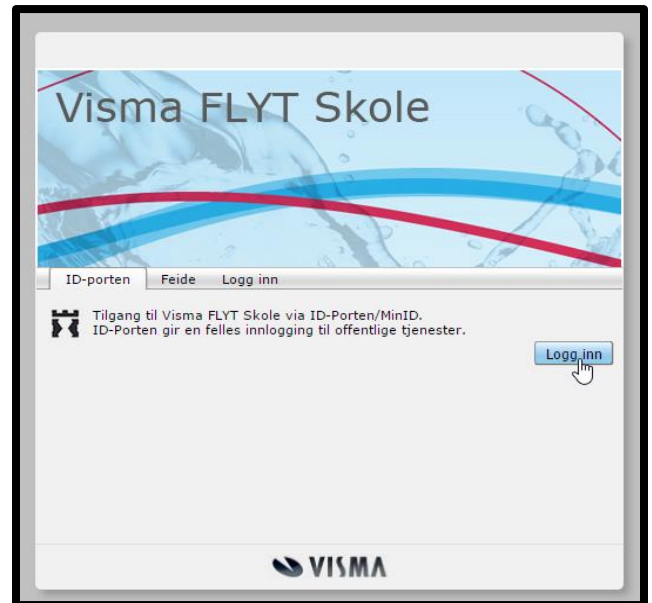 Visma FLYT Skole
ID-porten Feide Logg inn
Tilgang til Visma FLYT Skole via ID-Porten/MinID.
ID-Porten gir en felles innlogging til offentlige tjenester.
Logg inn
VISMA